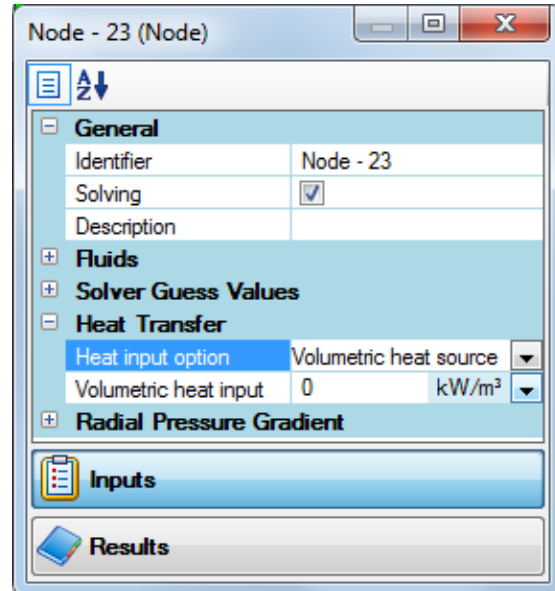 Node - 23 (Node)
General
Identifier Node - 23
Solving
Description
Fluids
Solver Guess Values
Heat Transfer
Heat input option Volumetric heat source
Volumetric heat input 0 kW/m³
Radial Pressure Gradient
Inputs
Results